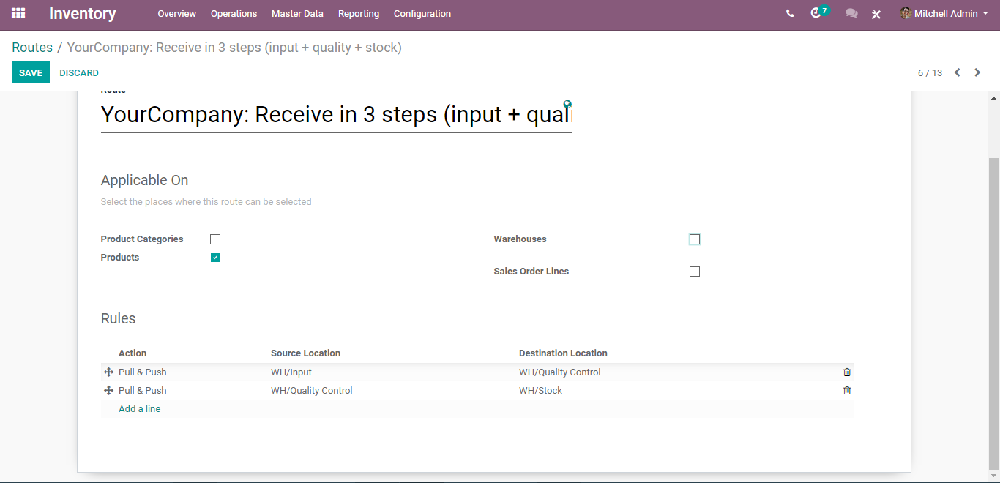 Inventory Overview Operations Master Data Reporting Configuration 7 Mitchell Admin
Routes / YourCompany: Receive in 3 steps (input + quality + stock)
SAVE DISCARD 6 / 13
Route
YourCompany: Receive in 3 steps (input + quali
Applicable On
Select the places where this route can be selected
Product Categories Warehouses
Products
Sales Order Lines
Rules
Action Source Location Destination Location
Pull & Push WH/Input WH/Quality Control
Pull & Push WH/Quality Control WH/Stock
Add a line